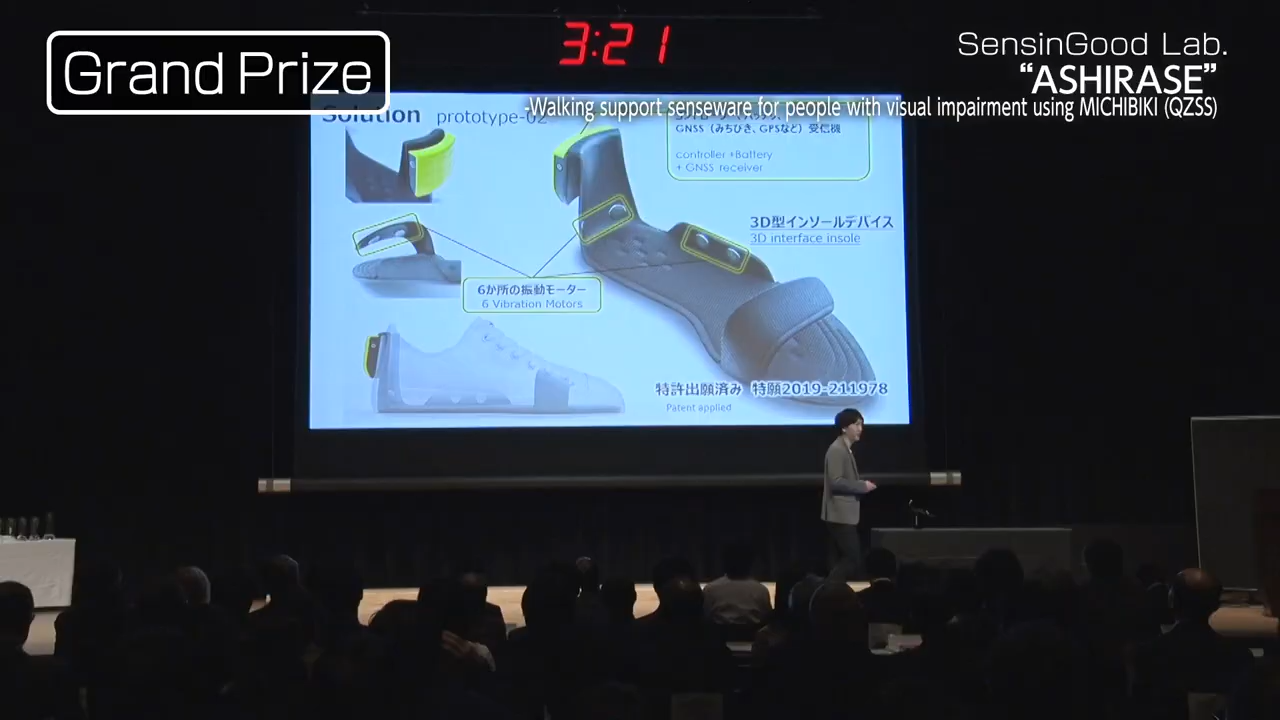 Grand Prize
3:21
SensinGood Lab.
“ASHIRASE”
-Walking support senseware for people with visual impairment using MICHIBIKI (QZSS)
Solution prototype-02
GNSS（みちびき、GPSなど）受信機
controller +Battery
+ GNSS receiver
3D型インソールデバイス
3D interface insole
6か所の振動モーター
6 Vibration Motors
特許出願済み 特願2019-211978
Patent applied